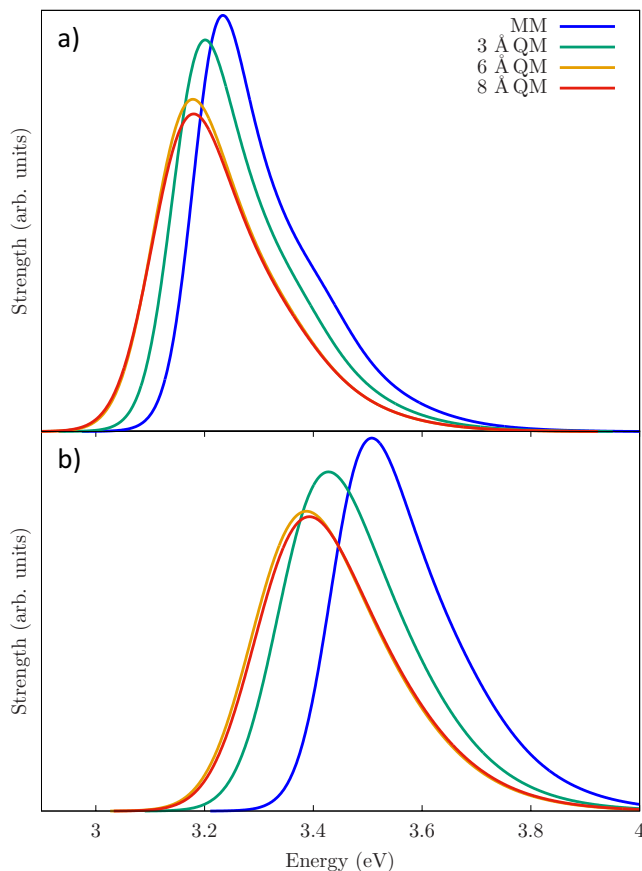 a)
MM
3 Å QM
6 Å QM
8 Å QM
Strength (arb. units)
b)
Strength (arb. units)
3 3.2 3.4 3.6 3.8 4
Energy (eV)